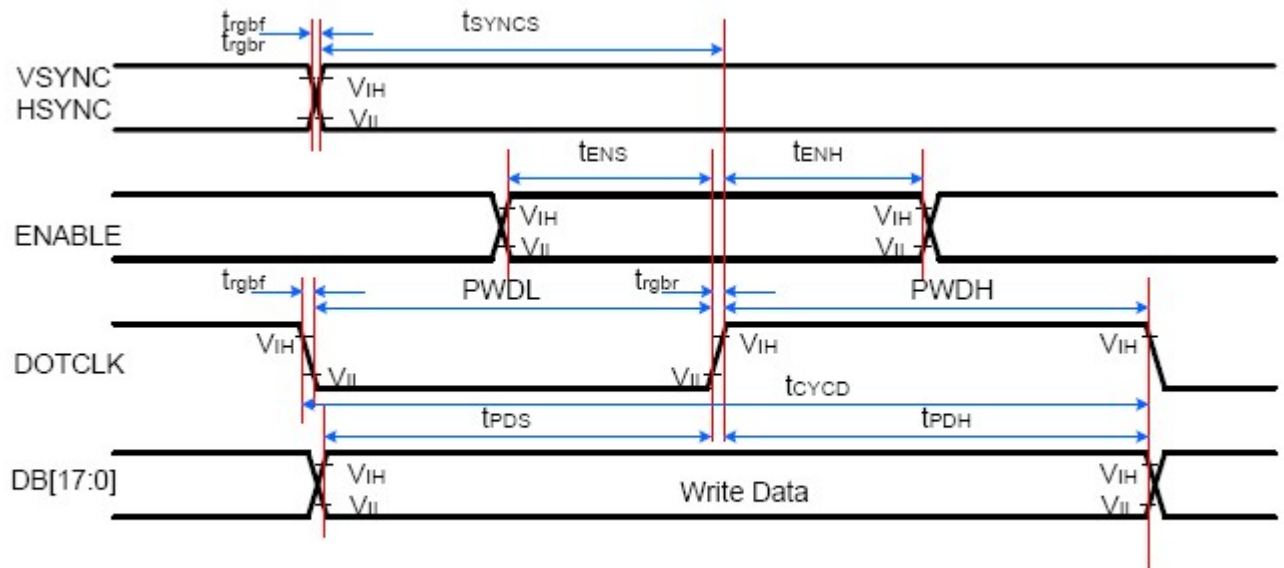 trgbf
trgbr
tSYNCS
VSYNC
HSYNC
VIH
VIl
tENS
tENH
ENABLE
VIH
VIl
VIH
VIl
trgbf
PWDL
trgbr
PWDH
DOTCLK
VIH
VIl
VIl
VIH
VIH
tCYCD
tPDS
tPDH
DB[17:0]
VIH
VIl
Write Data
VIH
VIl